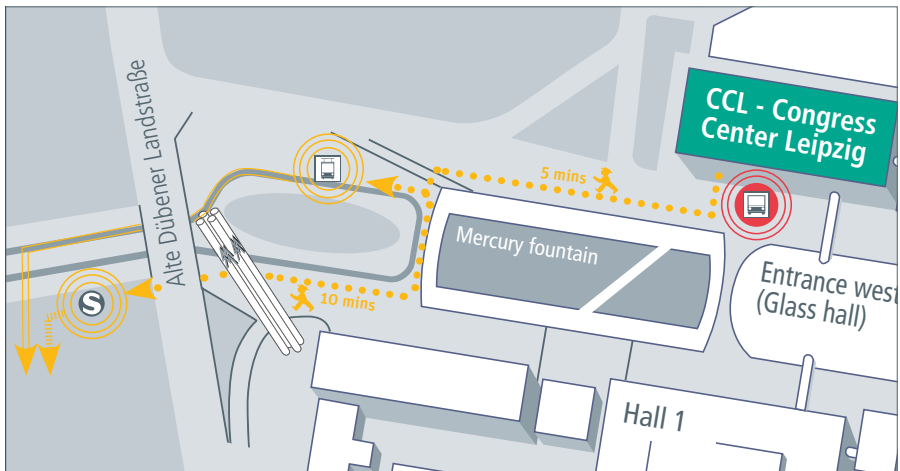 CCL - Congress
Center Leipzig
Alte Dübener Landstraße
5 mins
Mercury fountain
Entrance west
(Glass hall)
S
10 mins
Hall 1